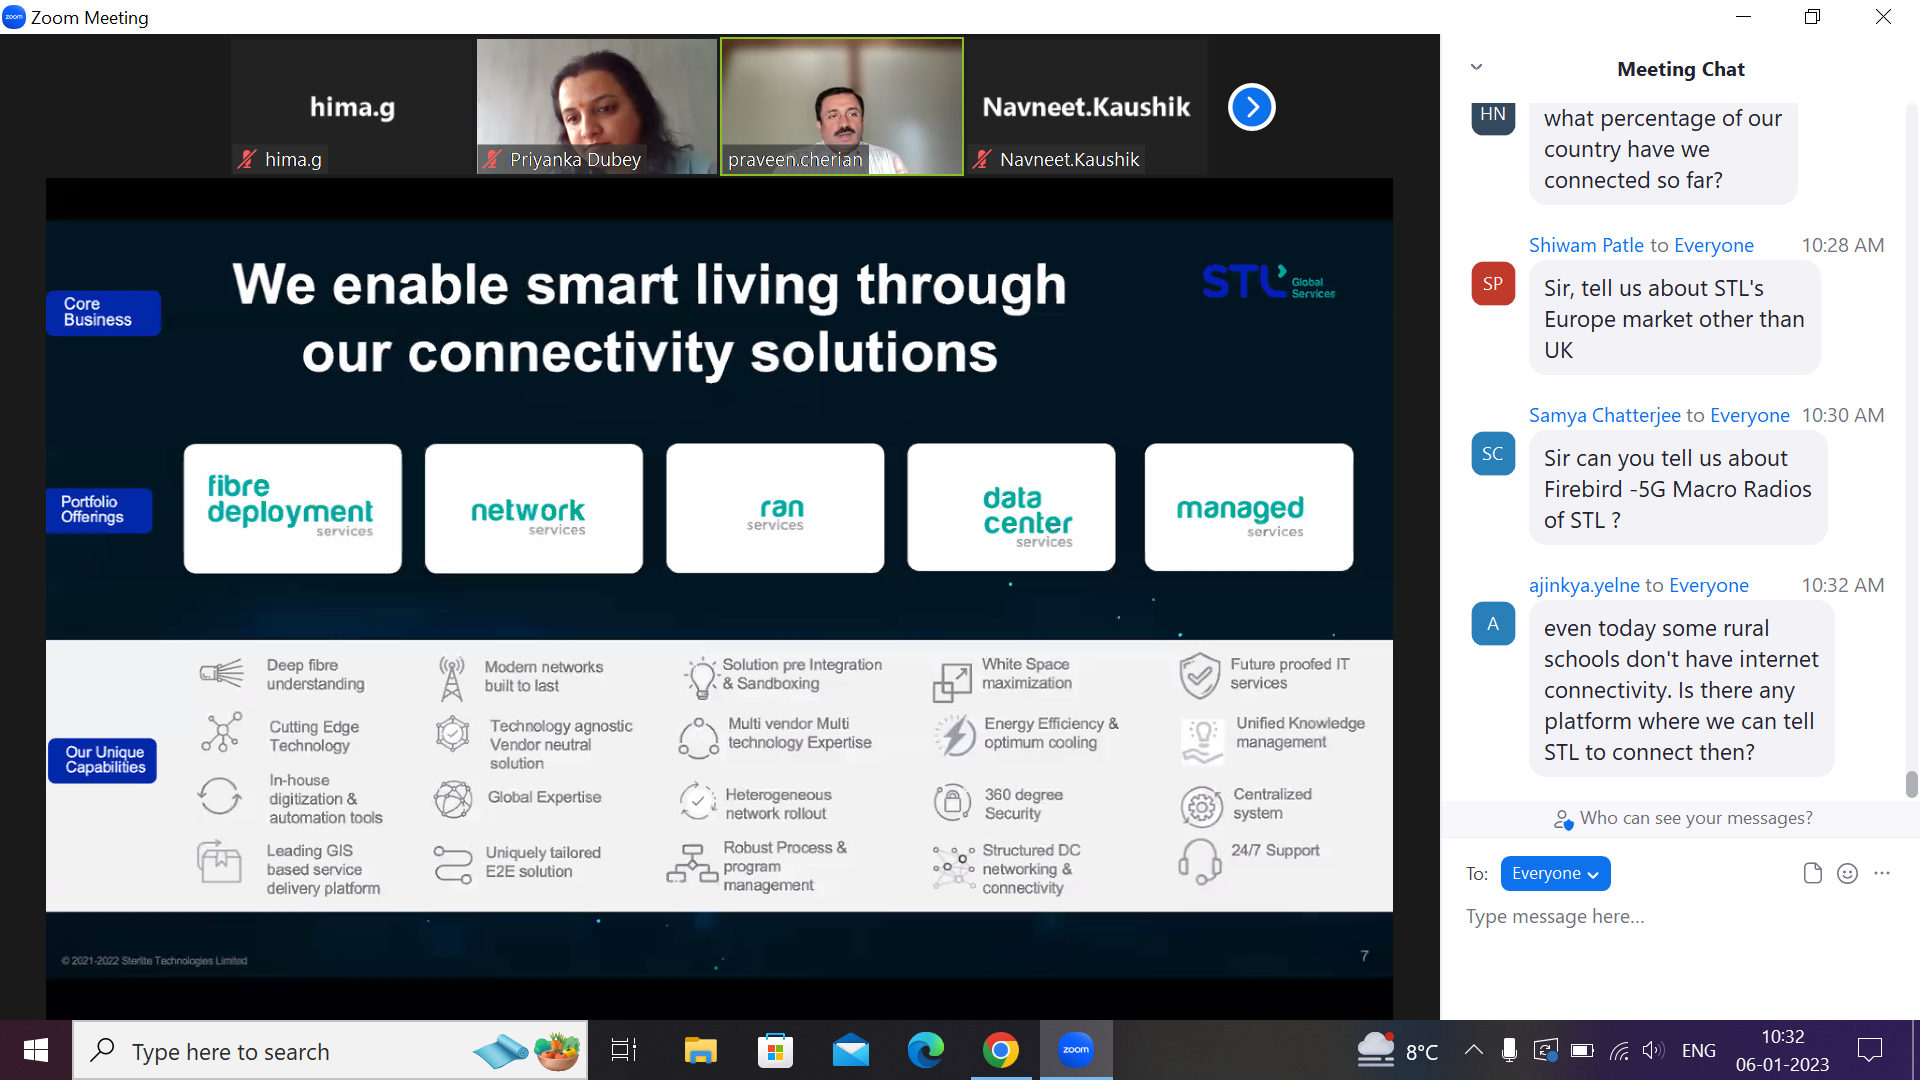 zoom Zoom Meeting
hima.g
Navneet.Kaushik
hima.g
Priyanka Dubey
praveen.cherian
Navneet.Kaushik
We enable smart living through
our connectivity solutions
STL Global
Services
Core
Business
Portfolio
Offerings
fibre
deployment
services
network
services
ran
services
data
center
services
managed
services
Our Unique
Capabilities
Deep fibre
understanding
Cutting Edge
Technology
In-house
digitization &
automation tools
Leading GIS
based service
delivery platform
Modern networks
built to last
Technology agnostic
Vendor neutral
solution
Global Expertise
Uniquely tailored
E2E solution
Solution pre Integration
& Sandboxing
Multi vendor Multi
technology Expertise
Heterogeneous
network rollout
Robust Process &
program
management
White Space
maximization
Energy Efficiency &
optimum cooling
360 degree
Security
Structured DC
networking &
connectivity
Future proofed IT
services
Unified Knowledge
management
Centralized
system
24/7 Support
© 2021-2022 Sterlite Technologies Limited
7
Meeting Chat
HN
what percentage of our
country have we
connected so far?
Shiwam Patle to Everyone 10:28 AM
SP
Sir, tell us about STL's
Europe market other than
UK
Samya Chatterjee to Everyone 10:30 AM
SC
Sir can you tell us about
Firebird -5G Macro Radios
of STL ?
ajinkya.yelne to Everyone 10:32 AM
A
even today some rural
schools don't have internet
connectivity. Is there any
platform where we can tell
STL to connect then?
Who can see your messages?
To: Everyone
Type message here...
Type here to search
zoom
8°C
ENG
10:32
06-01-2023